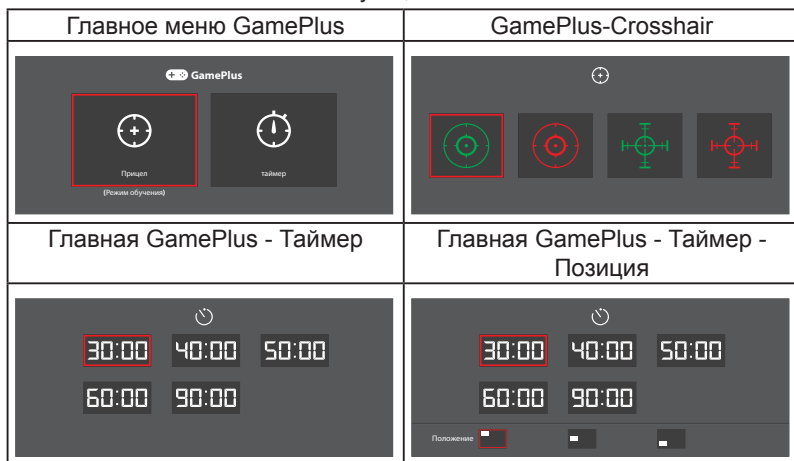 Главное меню GamePlus
GamePlus-Crosshair
GamePlus
Прицел
таймер
(Режим обучения)
Главная GamePlus - Таймер
Главная GamePlus - Таймер -
Позиция
30:00 40:00 50:00
60:00 90:00
30:00 40:00 50:00
60:00 90:00
Положение